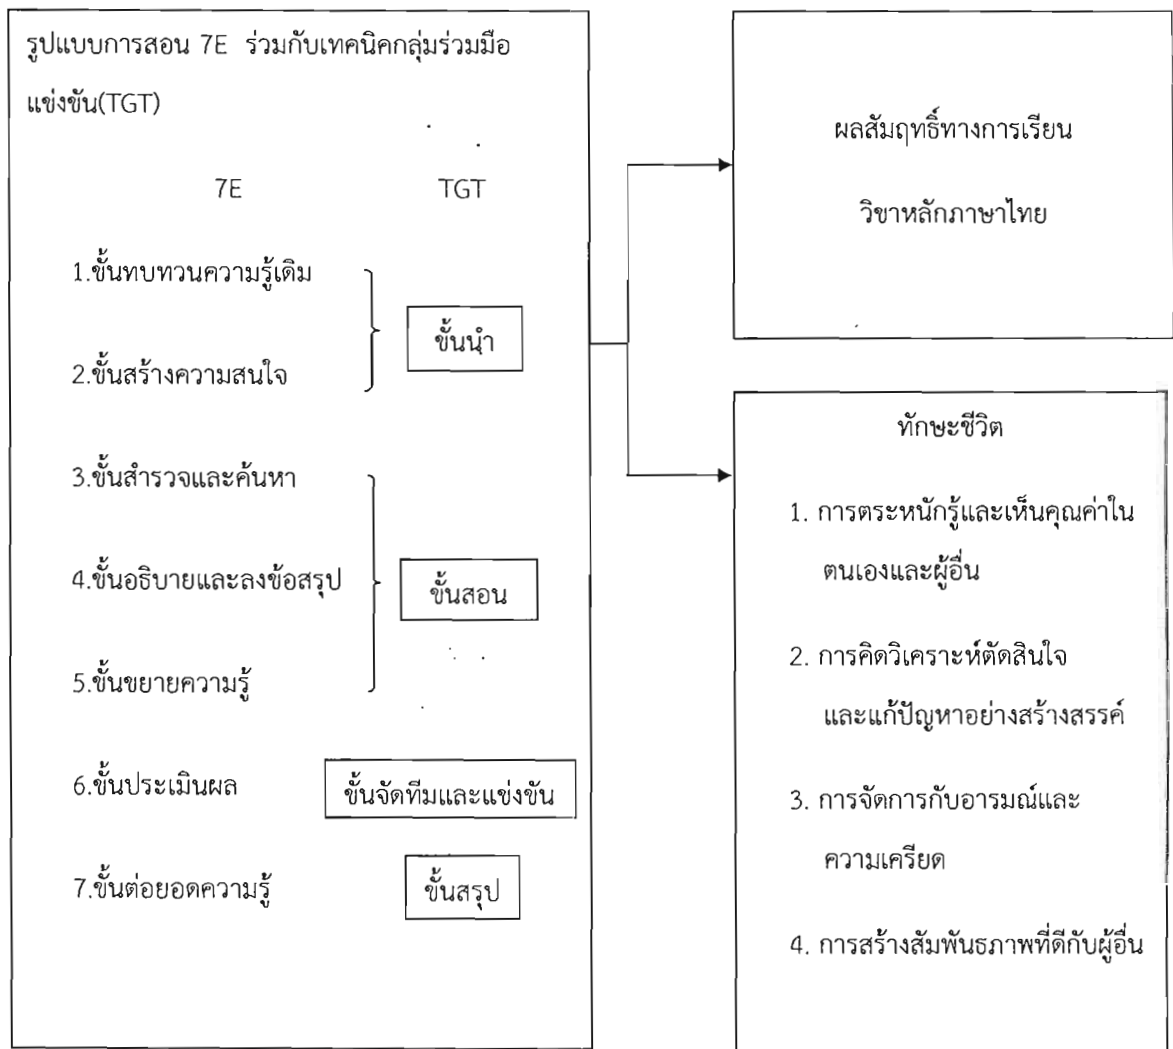 รูปแบบการสอน 7E ร่วมกับเทคนิคกลุ่มร่วมมือ
แข่งขัน(TGT)
7E TGT
1.ขั้นทบทวนความรู้เดิม
ขั้นนำ
2.ขั้นสร้างความสนใจ
3.ขั้นสำรวจและค้นหา
4.ขั้นอธิบายและลงข้อสรุป
ขั้นสอน
5.ขั้นขยายความรู้
6.ขั้นประเมินผล ขั้นจัดทีมและแข่งขัน
7.ขั้นต่อยอดความรู้ ขั้นสรุป
ผลสัมฤทธิ์ทางการเรียน
วิชาหลักภาษาไทย
ทักษะชีวิต
1. การตระหนักรู้และเห็นคุณค่าใน
ตนเองและผู้อื่น
2. การคิดวิเคราะห์ตัดสินใจ
และแก้ปัญหาอย่างสร้างสรรค์
3. การจัดการกับอารมณ์และ
ความเครียด
4. การสร้างสัมพันธภาพที่ดีกับผู้อื่น